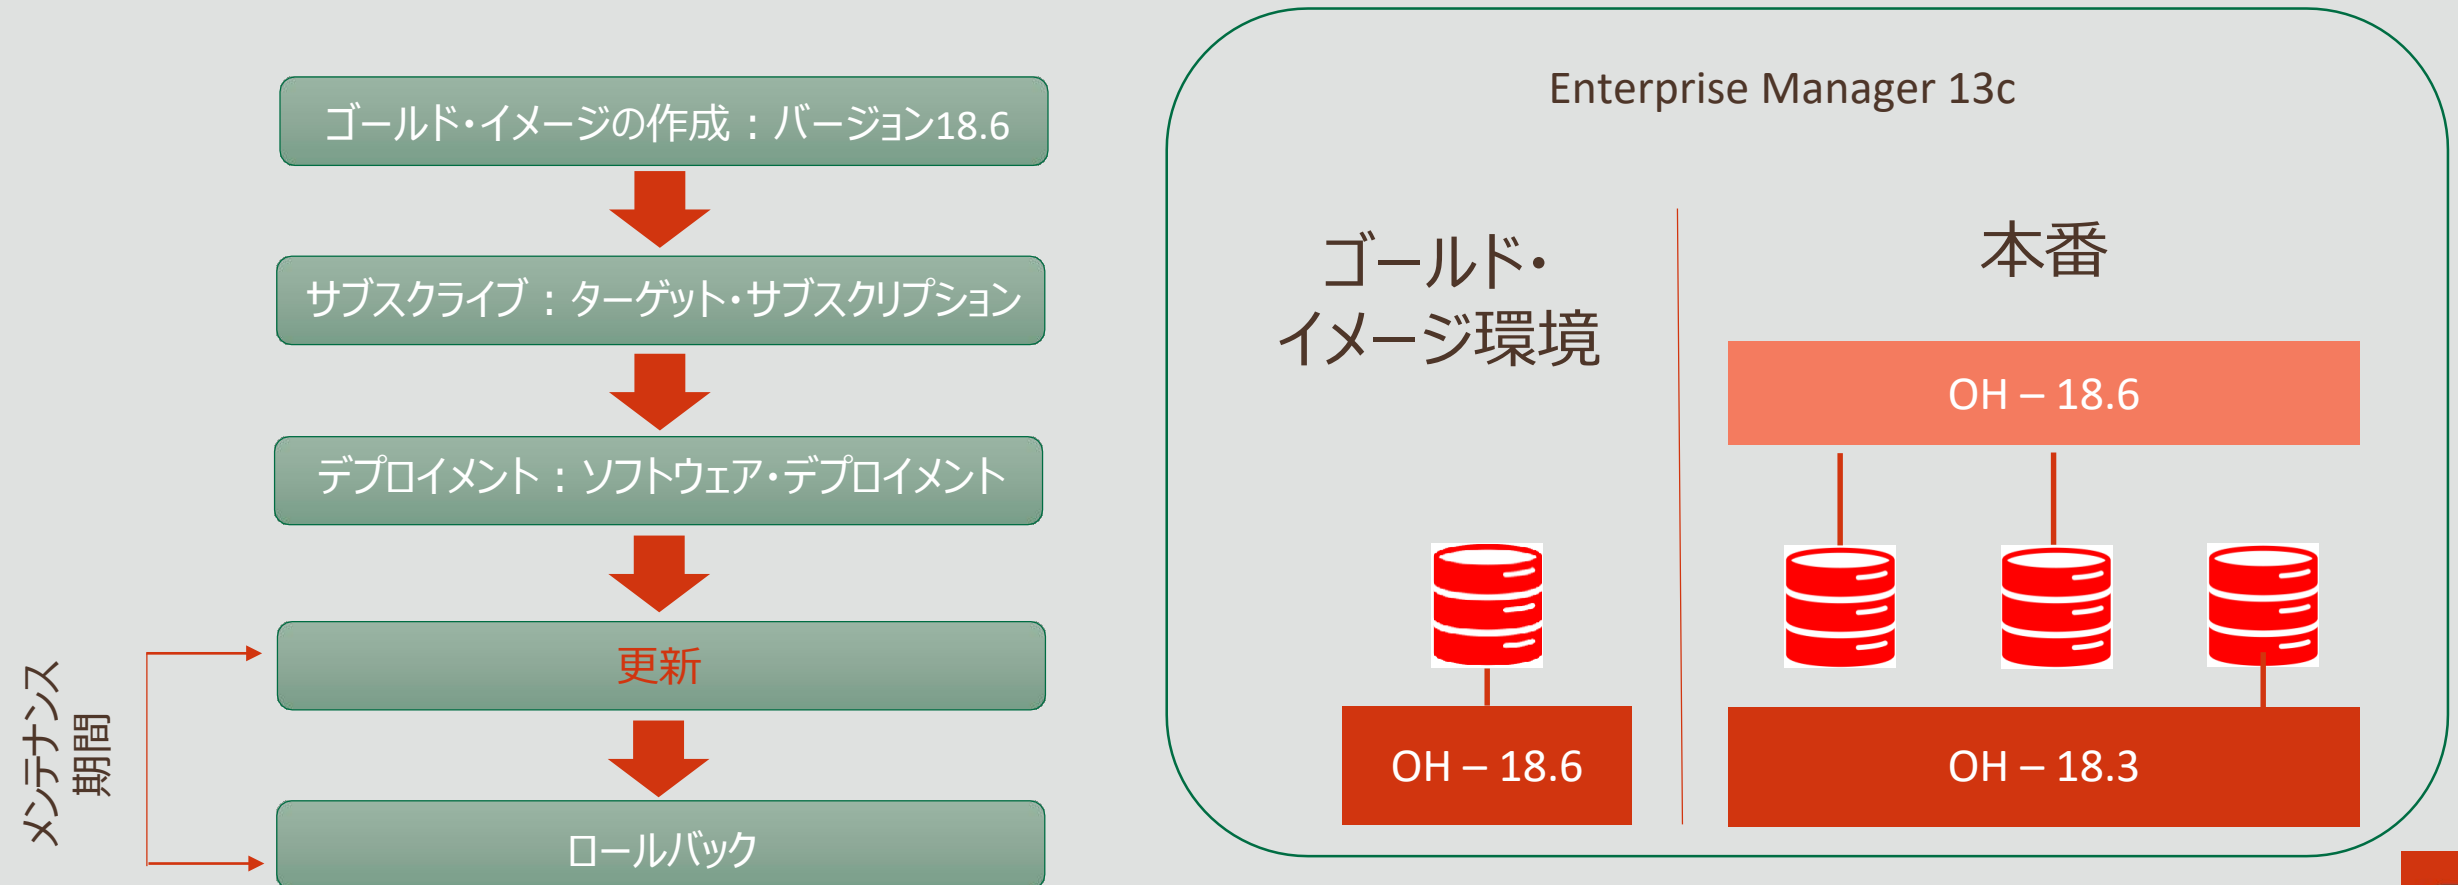 ゴールド・イメージの作成：バージョン18.6
サブスクライブ：ターゲット・サブスクリプション
デプロイメント：ソフトウェア・デプロイメント
更新
ロールバック
メンテナンス
期間
Enterprise Manager 13c
ゴールド・
イメージ環境
本番
OH – 18.6
OH – 18.6
OH – 18.3